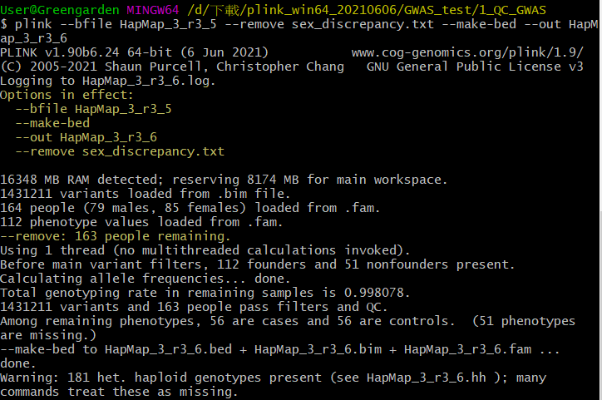 User@Greengarden MINGW64 /d/下載/plink_win64_20210606/GWAS_test/1_QC_GWAS
$ plink --bfile HapMap_3_r3_5 --remove sex_discrepancy.txt --make-bed --out HapM
ap_3_r3_6
PLINK v1.90b6.24 64-bit (6 Jun 2021)           www.cog-genomics.org/plink/1.9/
(C) 2005-2021 Shaun Purcell, Christopher Chang   GNU General Public License v3
Logging to HapMap_3_r3_6.log.
Options in effect:
  --bfile HapMap_3_r3_5
  --make-bed
  --out HapMap_3_r3_6
  --remove sex_discrepancy.txt

16348 MB RAM detected; reserving 8174 MB for main workspace.
1431211 variants loaded from .bim file.
164 people (79 males, 85 females) loaded from .fam.
112 phenotype values loaded from .fam.
--remove: 163 people remaining.
Using 1 thread (no multithreaded calculations invoked).
Before main variant filters, 112 founders and 51 nonfounders present.
Calculating allele frequencies... done.
Total genotyping rate in remaining samples is 0.998078.
1431211 variants and 163 people pass filters and QC.
Among remaining phenotypes, 56 are cases and 56 are controls.  (51 phenotypes
are missing.)
--make-bed to HapMap_3_r3_6.bed + HapMap_3_r3_6.bim + HapMap_3_r3_6.fam ...
done.
Warning: 181 het. haploid genotypes present (see HapMap_3_r3_6.hh ); many
commands treat these as missing.